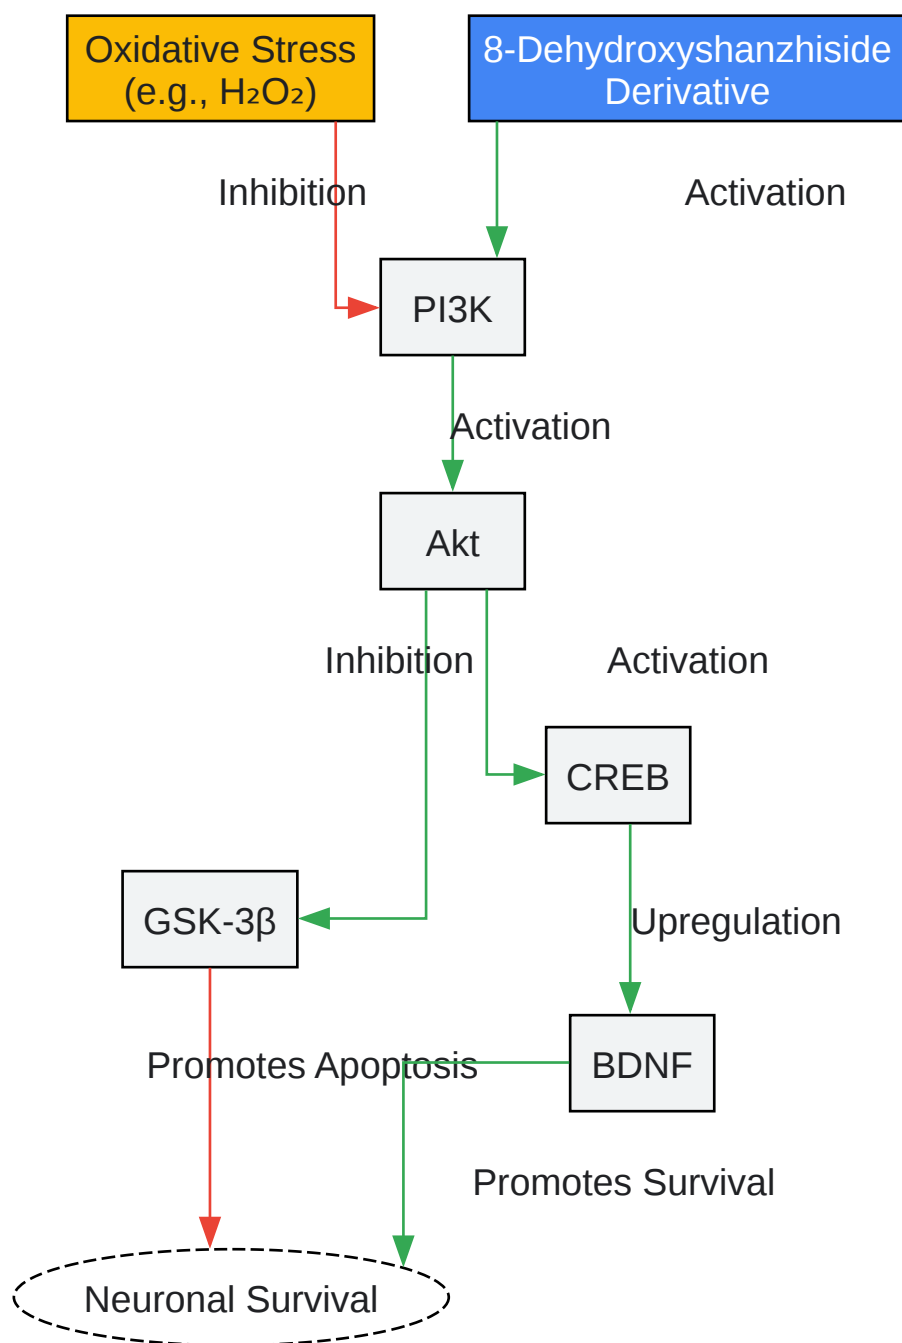 Oxidative Stress
(e.g., H₂O₂)
8-Dehydroxyshanzhiside
Derivative
Inhibition
Activation
PI3K
Activation
Akt
Inhibition
Activation
CREB
GSK-3β
Upregulation
Promotes Apoptosis
BDNF
Promotes Survival
Neuronal Survival